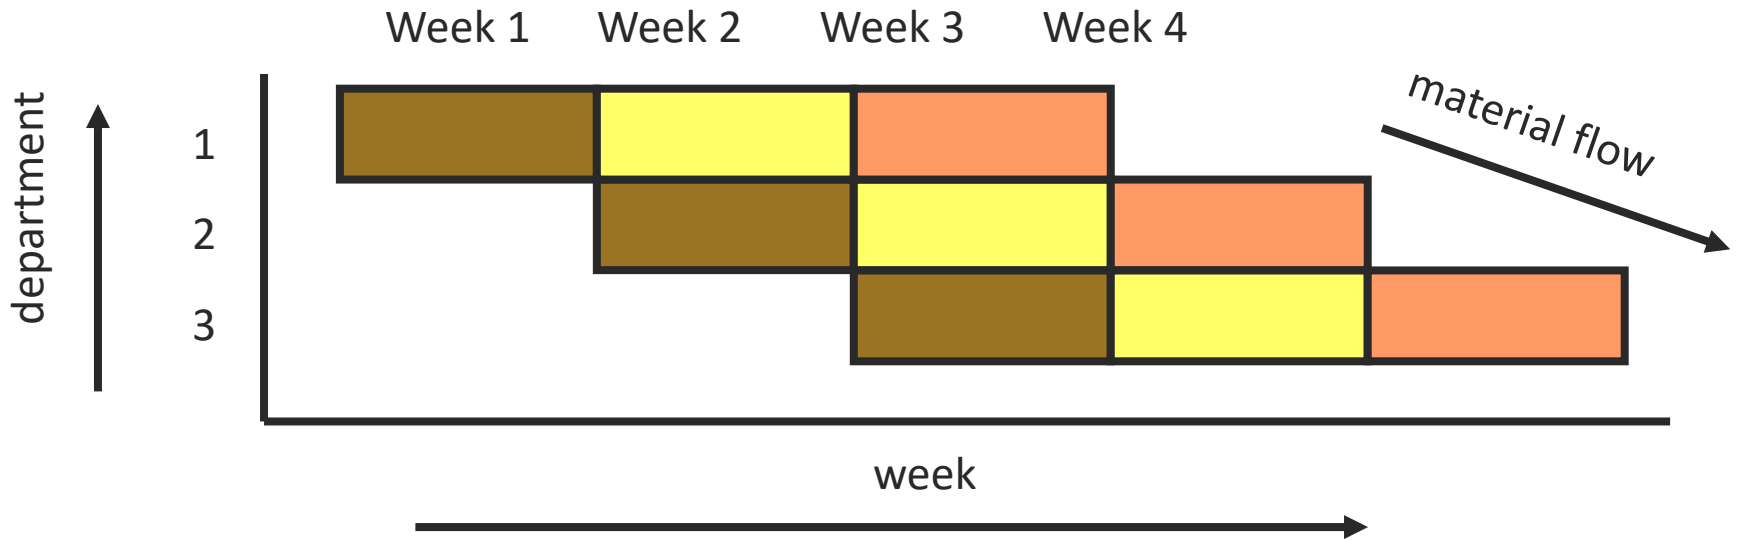 Week 1 Week 2 Week 3 Week 4
material flow
department
1
2
3
week